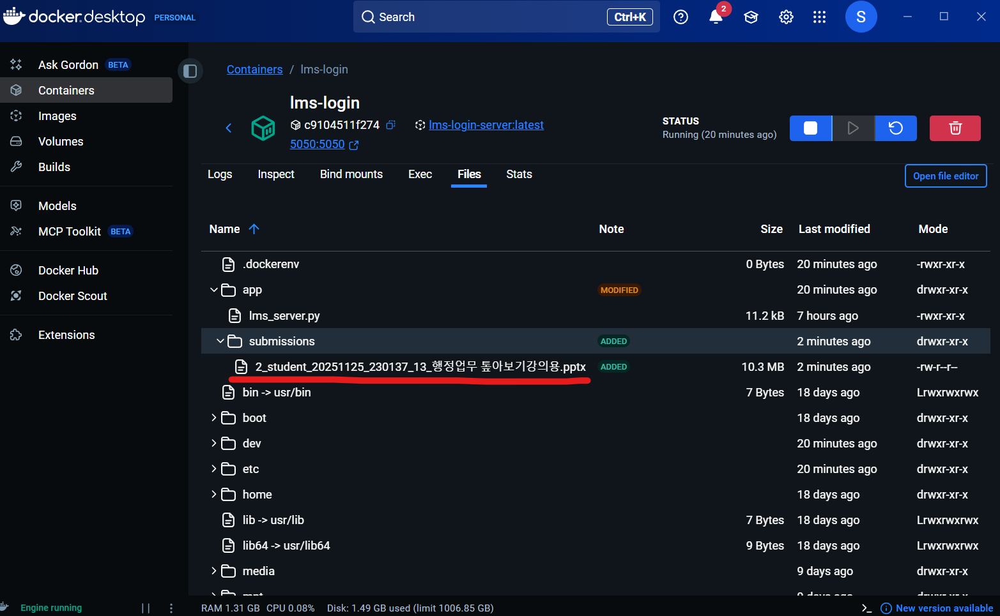 docker.desktop PERSONAL
Search Ctrl+K
2
S
Ask Gordon BETA
Containers
Images
Volumes
Builds
Models
MCP Toolkit BETA
Docker Hub
Docker Scout
Extensions
Containers / lms-login
lms-login
c9104511f274 lms-login-server:latest
5050:5050
STATUS
Running (20 minutes ago)
Logs Inspect Bind mounts Exec Files Stats
Open file editor
Name Note Size Last modified Mode
.dockerenv 0 Bytes 20 minutes ago -rwxr-xr-x
app MODIFIED 20 minutes ago drwxr-xr-x
lms_server.py 11.2 kB 7 hours ago -rwxr-xr-x
submissions ADDED 2 minutes ago drwxr-xr-x
2_student_20251125_230137_13_행정업무 톺아보기강의용.pptx ADDED 10.3 MB 2 minutes ago -rw-r--r--
bin -> usr/bin 7 Bytes 18 days ago Lrwxrwxrwx
boot 18 days ago drwxr-xr-x
dev 20 minutes ago drwxr-xr-x
etc 20 minutes ago drwxr-xr-x
home 18 days ago drwxr-xr-x
lib -> usr/lib 7 Bytes 18 days ago Lrwxrwxrwx
lib64 -> usr/lib64 9 Bytes 18 days ago Lrwxrwxrwx
media 9 days ago drwxr-xr-x
Engine running RAM 1.31 GB CPU 0.08% Disk: 1.49 GB used (limit 1006.85 GB) New version available